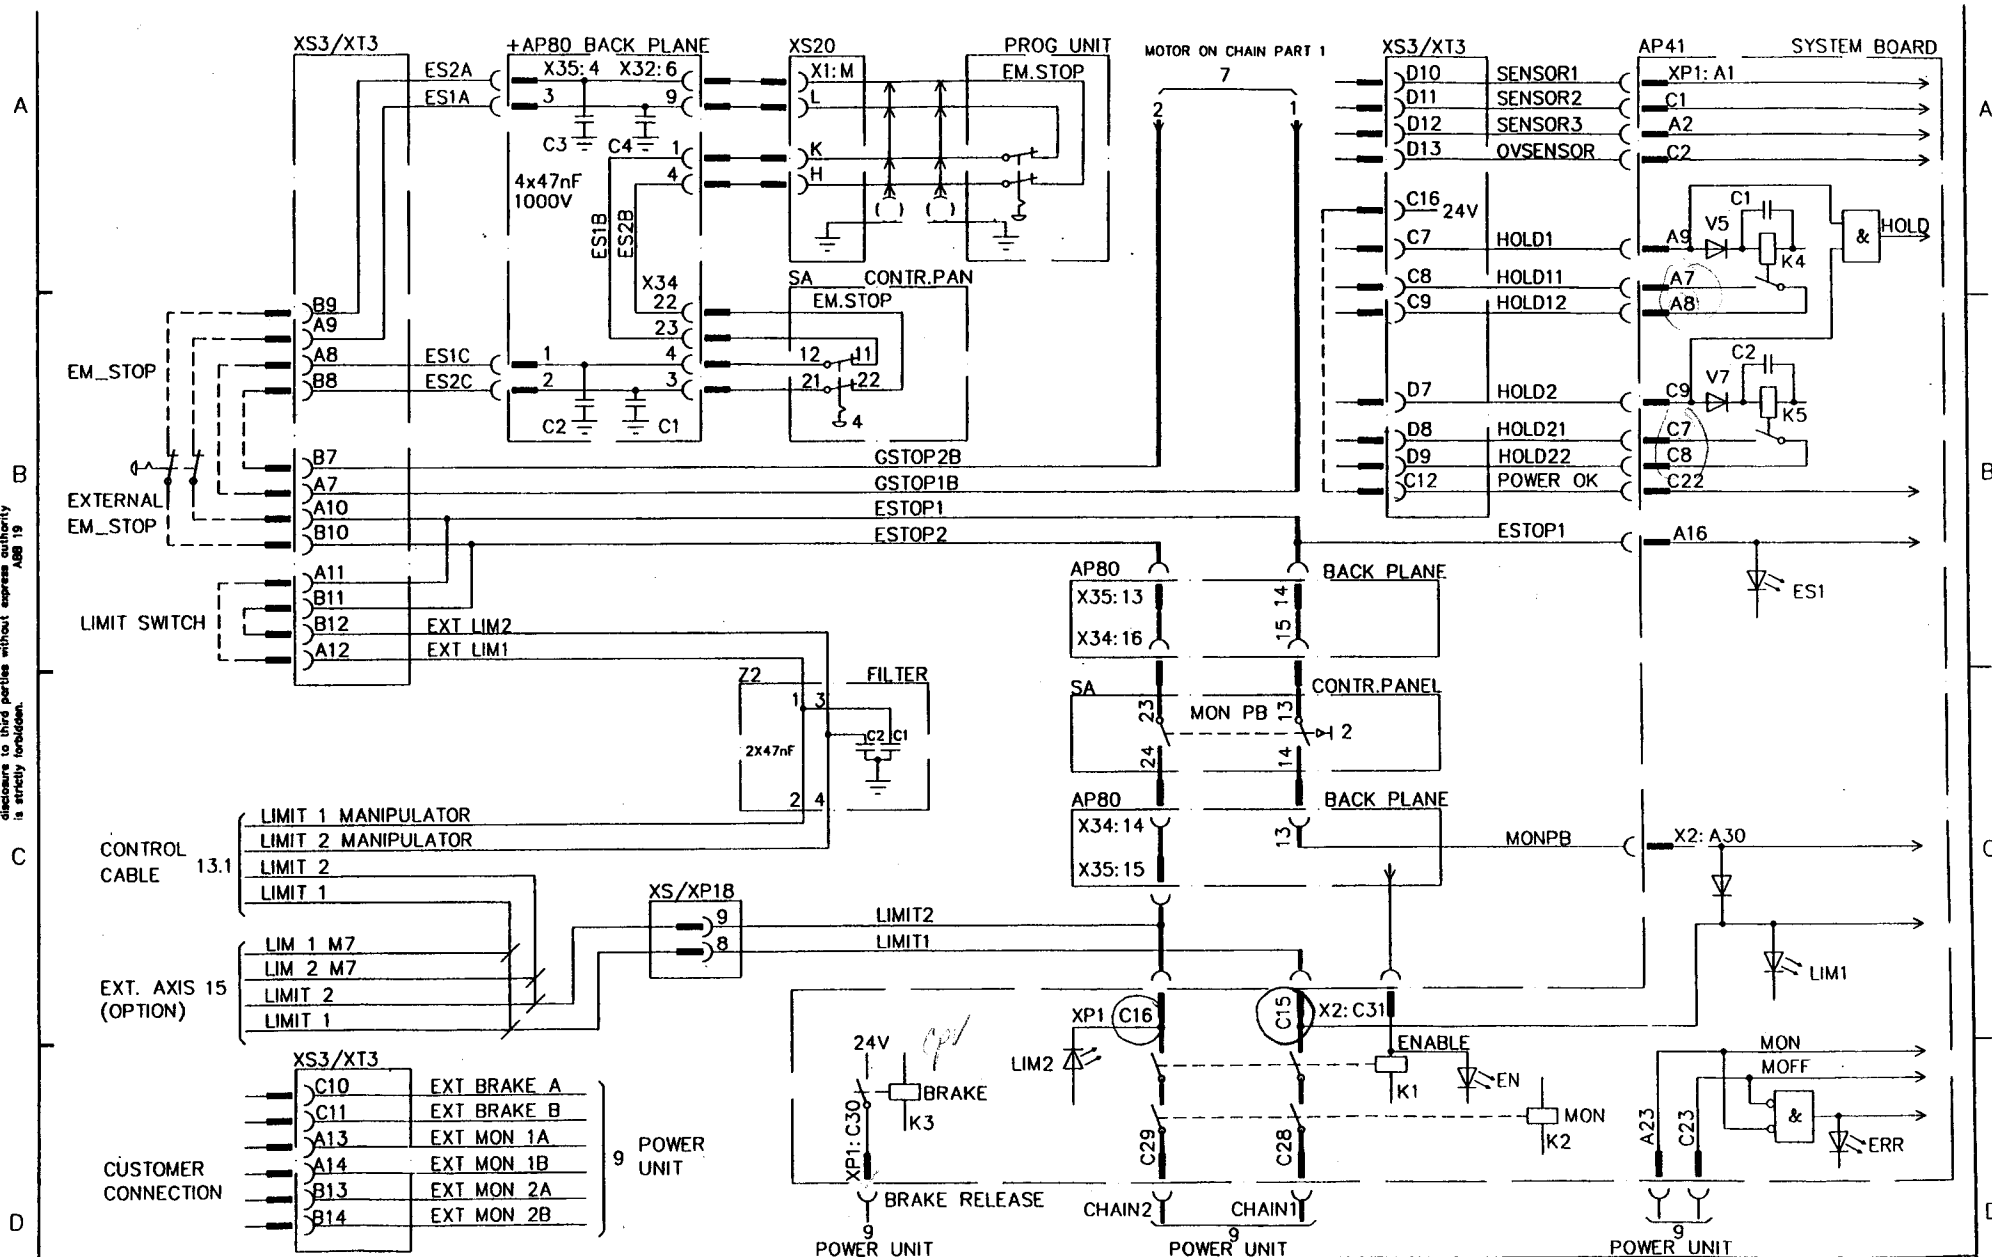 XS3/XT3
+AP80 BACK PLANE
XS20
PROG UNIT
MOTOR ON CHAIN PART 1
XS3/XT3
AP41
SYSTEM BOARD
ES2A
X35:4
X32:6
X1:M
EM.STOP
7
D10
SENSOR1
XP1:A1
ES1A
3
9
L
2
1
D11
SENSOR2
C1
A
D12
SENSOR3
A2
A
C3
C4
1
K
D13
OVSENSOR
C2
4x47nF
1000V
4
H
C16
24V
C1
ES1B
ES2B
V5
&
HOLD
C7
HOLD1
A9
K4
X34
SA
CONTR.PAN
C8
HOLD11
A7
22
EM.STOP
C9
HOLD12
A8
B9
A9
23
EM_STOP
A8
ES1C
1
4
12
11
C2
B8
ES2C
2
3
21
22
V7
D7
HOLD2
C9
K5
C2
C1
4
D8
HOLD21
C7
B7
GSTOP2B
D9
HOLD22
C8
B
B
A7
GSTOP1B
C12
POWER OK
C22
EXTERNAL
EM_STOP
A10
ESTOP1
B10
ESTOP2
ESTOP1
A16
A11
AP80
BACK PLANE
B11
X35:13
14
ES1
LIMIT SWITCH
B12
EXT LIM2
X34:16
15
A12
EXT LIM1
disclosure to third parties without express authority
is strictly forbidden.
ABB 19
Z2
FILTER
SA
CONTR.PANEL
1
3
23
MON PB
13
2
2X47nF
C2
C1
24
14
2
4
AP80
BACK PLANE
LIMIT 1 MANIPULATOR
X34:14
13
MONPB
X2:A30
LIMIT 2 MANIPULATOR
C
CONTROL
CABLE
13.1
LIMIT 2
X35:15
LIMIT 1
XS/XP18
9
LIMIT2
8
LIMIT1
LIM 1 M7
LIM 2 M7
LIM1
EXT. AXIS 15
(OPTION)
LIMIT 2
LIMIT 1
XP1
C16
C15
X2:C31
24V
LIM2
ENABLE
MON
XS3/XT3
MOFF
C10
EXT BRAKE A
BRAKE
K3
K1
EN
C11
EXT BRAKE B
XP1:C30
MON
K2
&
A13
EXT MON 1A
9
POWER
UNIT
C29
C28
A23
C23
ERR
CUSTOMER
CONNECTION
A14
EXT MON 1B
B13
EXT MON 2A
B14
EXT MON 2B
BRAKE RELEASE
CHAIN2
CHAIN1
D
9
POWER UNIT
9
POWER UNIT
9
POWER UNIT